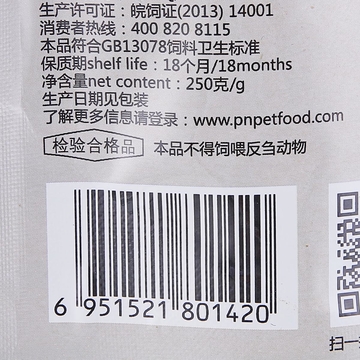 生产许可证：皖饲证(2013) 14001
消费者热线：400 820 8115
本品符合GB13078饲料卫生标准
保质期shelf life：18个月/18months
净含量net content：250克/g
生产日期见包装
了解更多信息请登录：www.pnpetfood.com
检验合格品 本品不得饲喂反刍动物
6 951521 801420
扫一